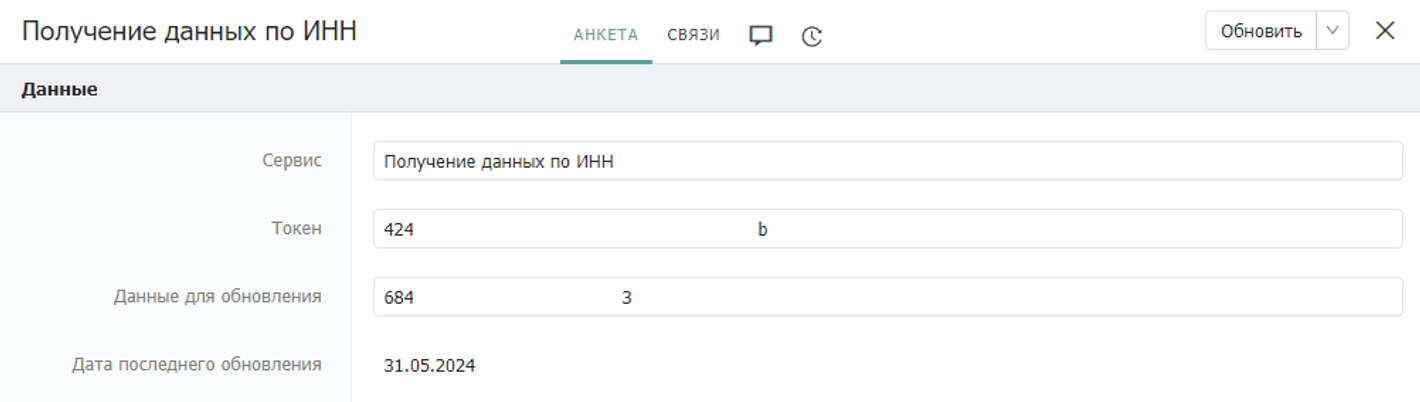 Получение данных по ИНН
АНКЕТА СВЯЗИ
Обновить
Данные
Сервис Получение данных по ИНН
Токен 424 b
Данные для обновления 684 3
Дата последнего обновления 31.05.2024